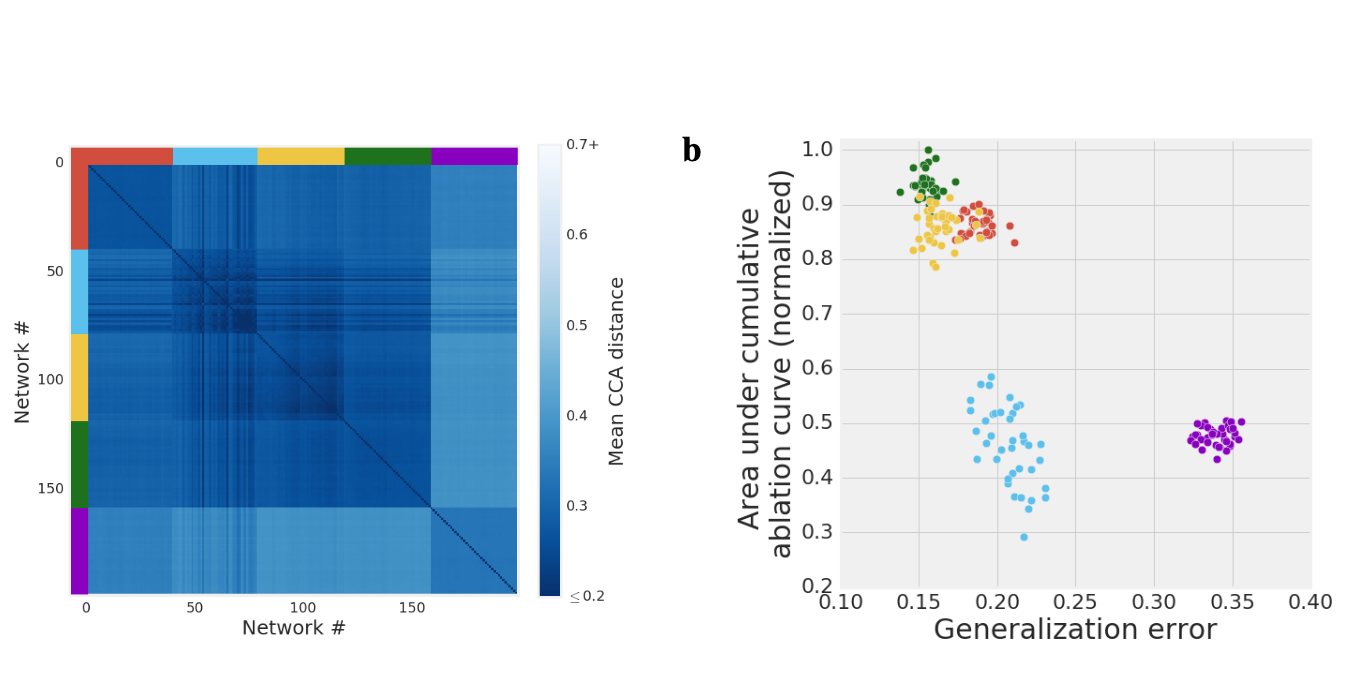 0.7+
0
0.6
50
0.5
Network #
Mean CCA distance
100
0.4
150
0.3
≤0.2
0 50 100 150
Network #
b
1.0
0.9
0.8
0.7
0.6
0.5
0.4
0.3
0.2
Area under cumulative
ablation curve (normalized)
0.10 0.15 0.20 0.25 0.30 0.35 0.40
Generalization error